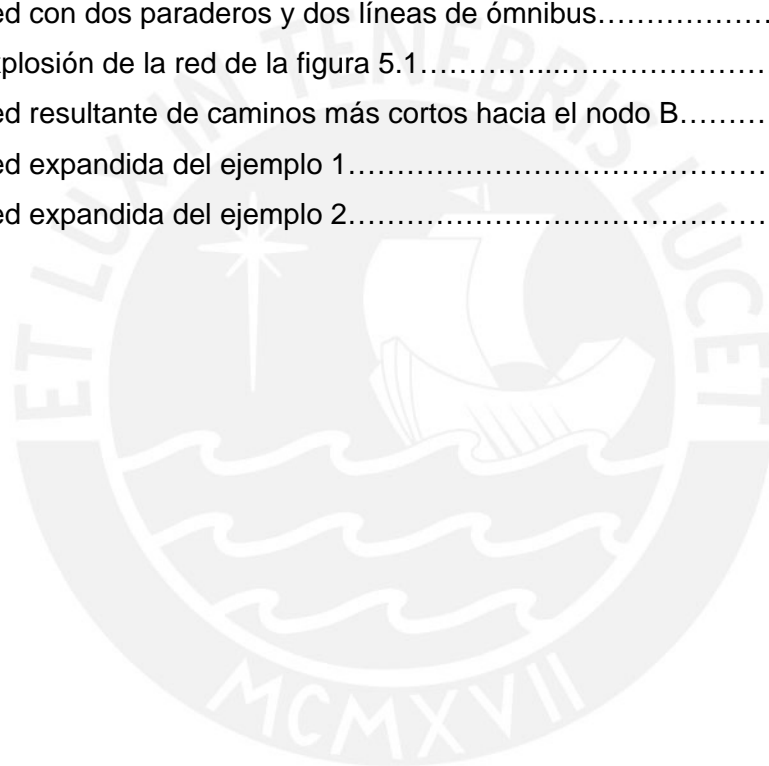 ed con dos paraderos y dos líneas de ómnibus……………….
xplosión de la red de la figura 5.1…………...…………………
ed resultante de caminos más cortos hacia el nodo B………
ed expandida del ejemplo 1……………………………………
ed expandida del ejemplo 2……………………………………
ET LUX IN TENEBRIS LUCET
MCMXVII